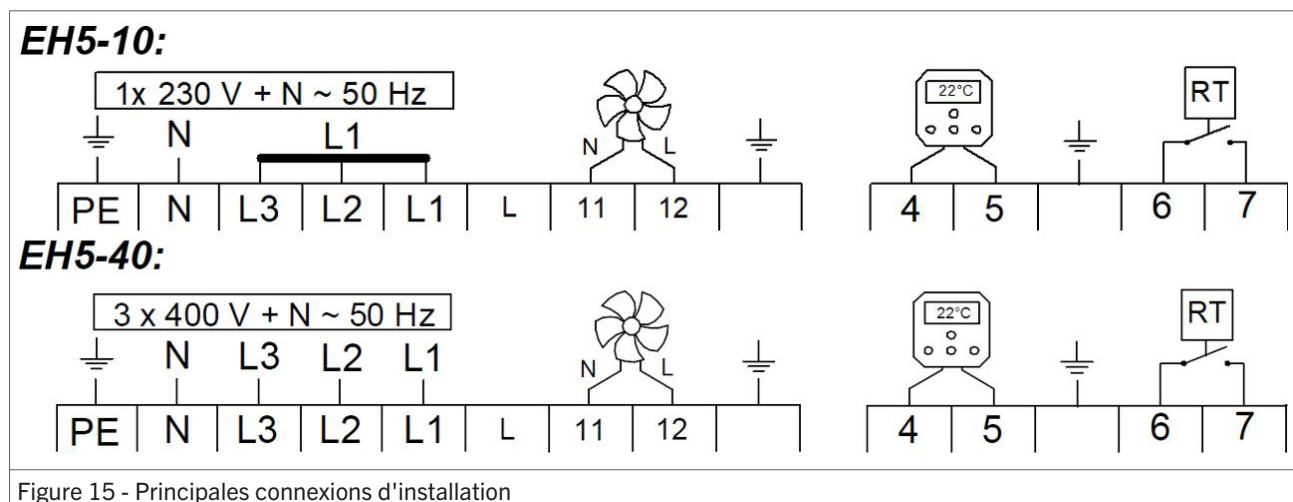 EH5-10:
1x 230 V + N ~ 50 Hz
22°C
RT
N L1
N L
PE N L3 L2 L1 L 11 12 4 5 6 7
EH5-40:
3 x 400 V + N ~ 50 Hz
22°C
RT
N L3 L2 L1
N L
PE N L3 L2 L1 L 11 12 4 5 6 7
Figure 15 - Principales connexions d'installation